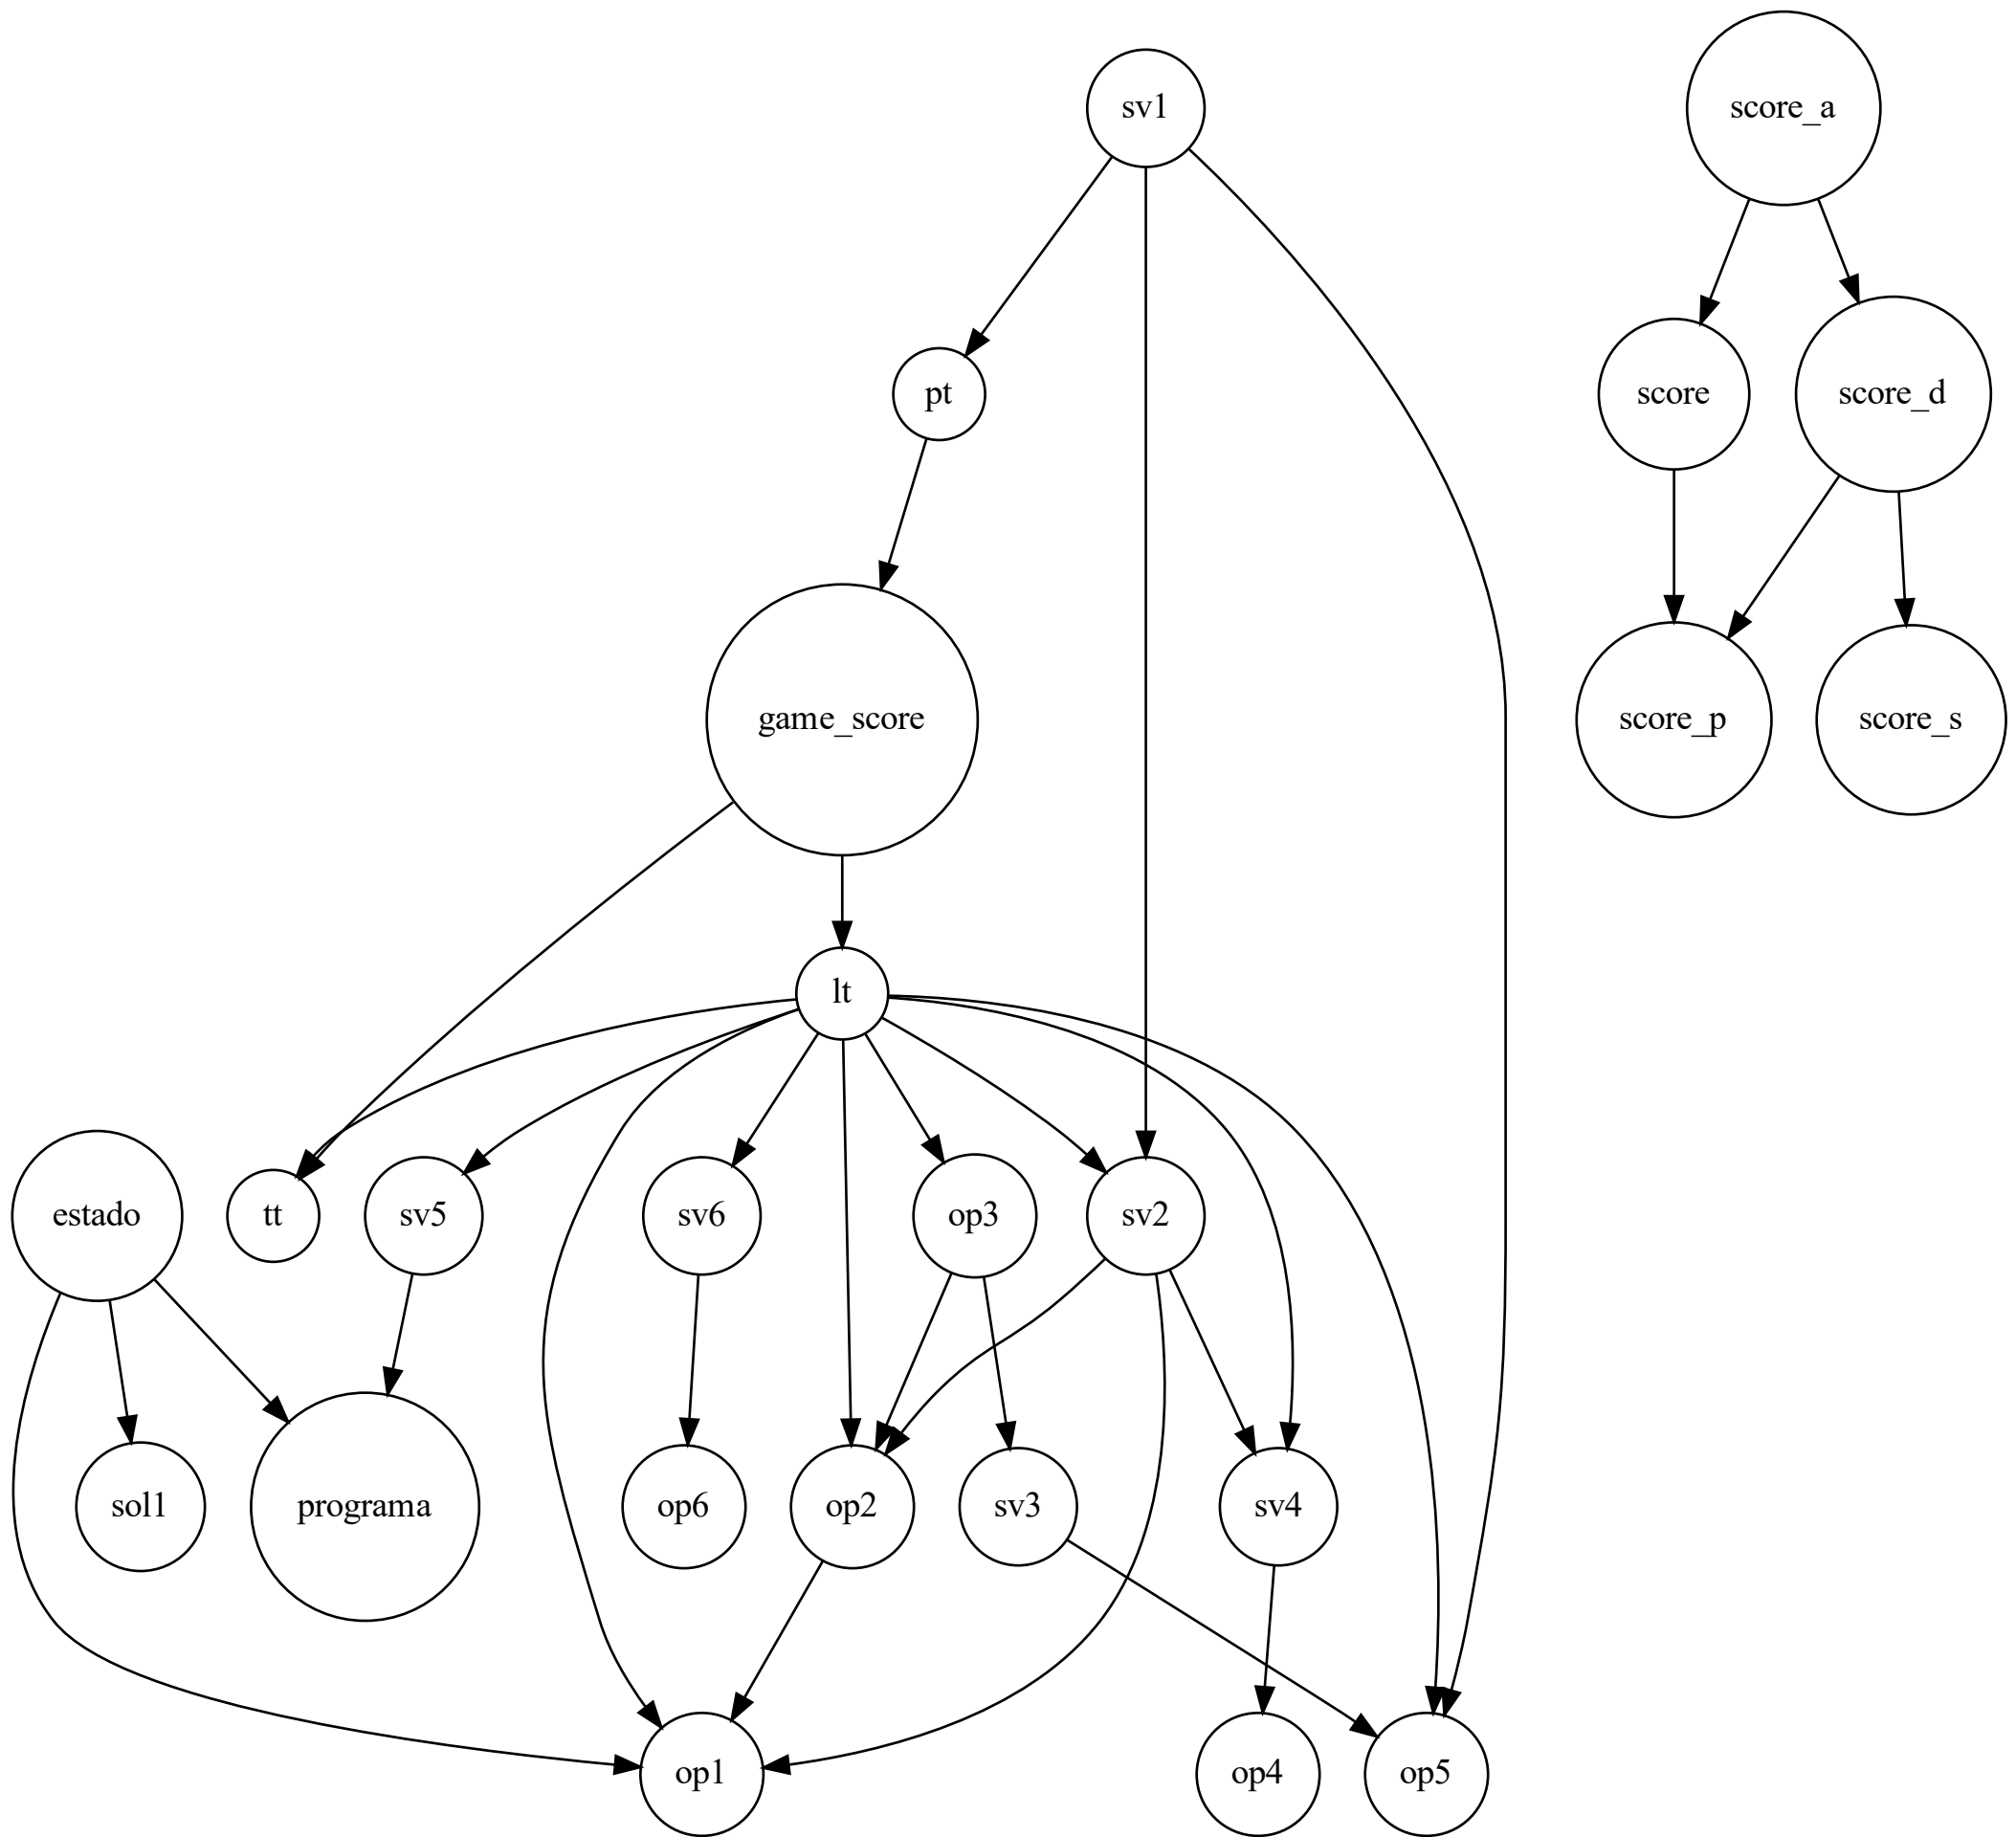 sv1
score_a
pt
score
score_d
game_score
score_p
score_s
lt
estado
tt
sv5
sv6
op3
sv2
sol1
programa
op6
op2
sv3
sv4
op1
op4
op5